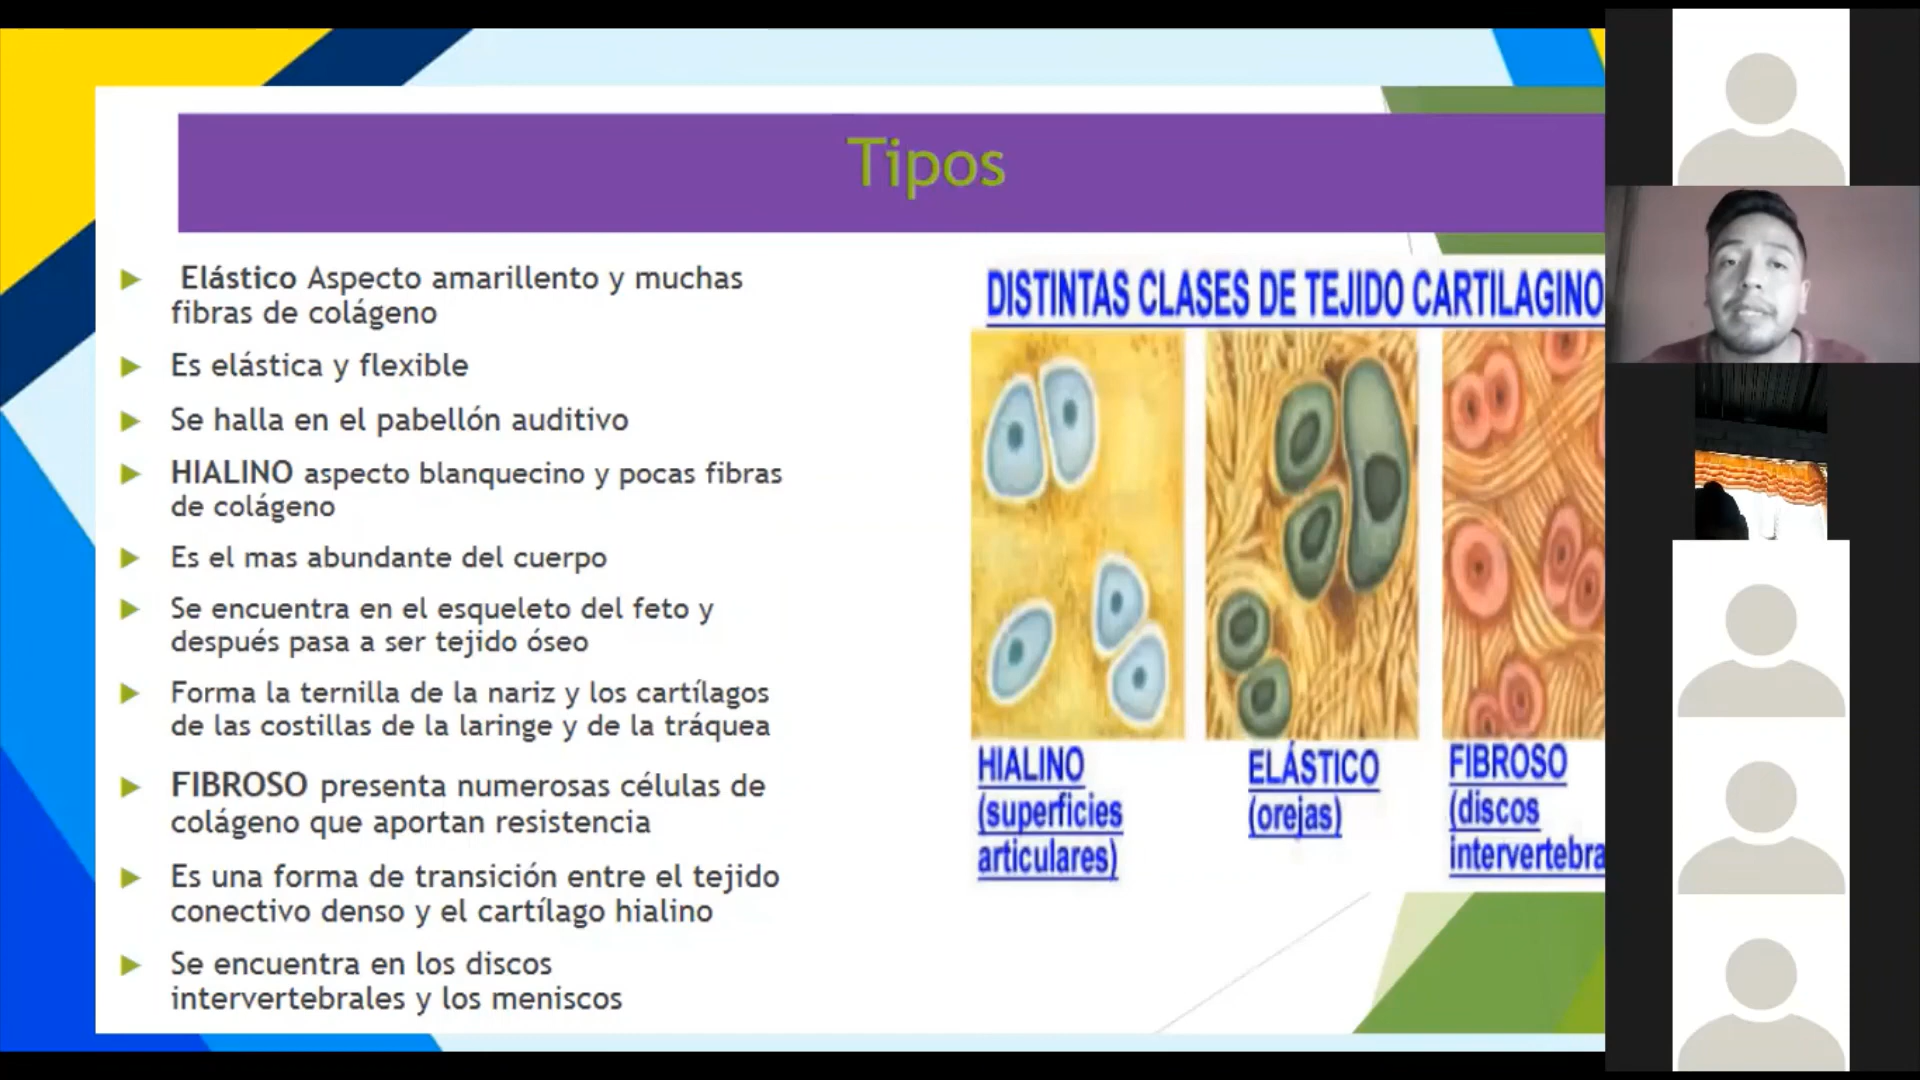 Tipos
Elástico Aspecto amarillento y muchas
fibras de colágeno
Es elástica y flexible
Se halla en el pabellón auditivo
HIALINO aspecto blanquecino y pocas fibras
de colágeno
Es el mas abundante del cuerpo
Se encuentra en el esqueleto del feto y
después pasa a ser tejido óseo
Forma la ternilla de la nariz y los cartílagos
de las costillas de la laringe y de la tráquea
FIBROSO presenta numerosas células de
colágeno que aportan resistencia
Es una forma de transición entre el tejido
conectivo denso y el cartílago hialino
Se encuentra en los discos
intervertebrales y los meniscos
DISTINTAS CLASES DE TEJIDO CARTILAGINO
HIALINO
(superficies
articulares)
ELÁSTICO
(orejas)
FIBROSO
(discos
intervertebra